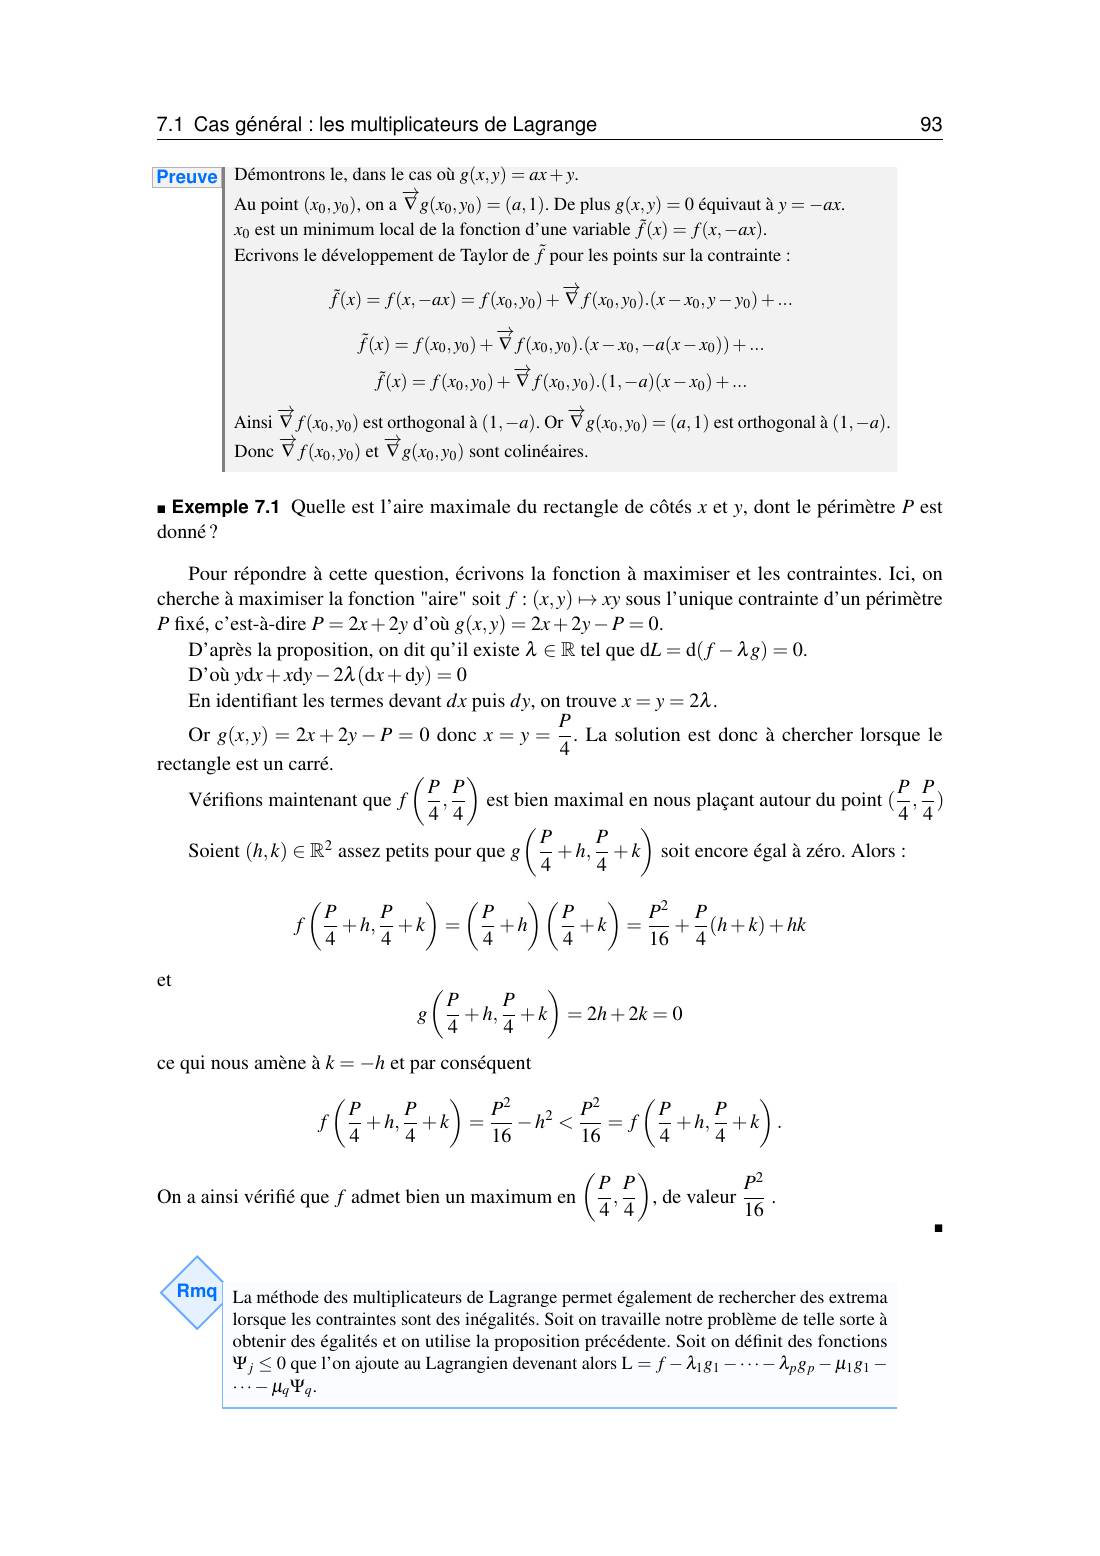 7.1 Cas général : les multiplicateurs de Lagrange 93
Preuve Démontrons le, dans le cas où g(x,y) = ax + y.
Au point (x₀,y₀), on a ∇⃗g(x₀,y₀) = (a,1). De plus g(x,y) = 0 équivaut à y = −ax.
x₀ est un minimum local de la fonction d'une variable f̃(x) = f(x,−ax).
Ecrivons le développement de Taylor de f̃ pour les points sur la contrainte :
f̃(x) = f(x,−ax) = f(x₀,y₀) + ∇⃗f(x₀,y₀).(x − x₀,y − y₀) + ...
f̃(x) = f(x₀,y₀) + ∇⃗f(x₀,y₀).(x − x₀,−a(x − x₀)) + ...
f̃(x) = f(x₀,y₀) + ∇⃗f(x₀,y₀).(1,−a)(x − x₀) + ...
Ainsi ∇⃗f(x₀,y₀) est orthogonal à (1,−a). Or ∇⃗g(x₀,y₀) = (a,1) est orthogonal à (1,−a).
Donc ∇⃗f(x₀,y₀) et ∇⃗g(x₀,y₀) sont colinéaires.
■ Exemple 7.1 Quelle est l'aire maximale du rectangle de côtés x et y, dont le périmètre P est
donné ?
Pour répondre à cette question, écrivons la fonction à maximiser et les contraintes. Ici, on
cherche à maximiser la fonction "aire" soit f : (x,y) ↦ xy sous l'unique contrainte d'un périmètre
P fixé, c'est-à-dire P = 2x + 2y d'où g(x,y) = 2x + 2y − P = 0.
D'après la proposition, on dit qu'il existe λ ∈ ℝ tel que dL = d(f − λg) = 0.
D'où ydx + xdy − 2λ(dx + dy) = 0
En identifiant les termes devant dx puis dy, on trouve x = y = 2λ.
Or g(x,y) = 2x + 2y − P = 0 donc x = y = P/4. La solution est donc à chercher lorsque le
rectangle est un carré.
Vérifions maintenant que f(P/4, P/4) est bien maximal en nous plaçant autour du point (P/4, P/4)
Soient (h,k) ∈ ℝ² assez petits pour que g(P/4 + h, P/4 + k) soit encore égal à zéro. Alors :
f(P/4 + h, P/4 + k) = (P/4 + h)(P/4 + k) = P²/16 + P/4(h + k) + hk
et
g(P/4 + h, P/4 + k) = 2h + 2k = 0
ce qui nous amène à k = −h et par conséquent
f(P/4 + h, P/4 + k) = P²/16 − h² < P²/16 = f(P/4 + h, P/4 + k).
On a ainsi vérifié que f admet bien un maximum en (P/4, P/4), de valeur P²/16 .
■
Rmq
La méthode des multiplicateurs de Lagrange permet également de rechercher des extrema
lorsque les contraintes sont des inégalités. Soit on travaille notre problème de telle sorte à
obtenir des égalités et on utilise la proposition précédente. Soit on définit des fonctions
Ψⱼ ≤ 0 que l'on ajoute au Lagrangien devenant alors L = f − λ₁g₁ − ··· − λₚgₚ − μ₁g₁ −
··· − μ_qΨ_q.